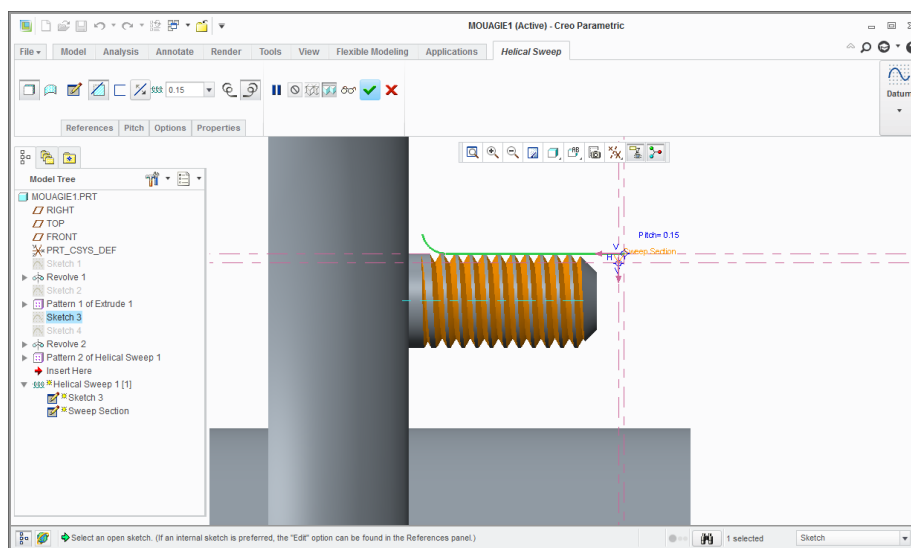 MOUAGIE1 (Active) - Creo Parametric
File Model Analysis Annotate Render Tools View Flexible Modeling Applications Helical Sweep
0.15
Datum
References Pitch Options Properties
Model Tree
MOUAGIE1.PRT
RIGHT
TOP
FRONT
PRT_CSYS_DEF
Sketch 1
Revolve 1
Sketch 2
Pattern 1 of Extrude 1
Sketch 3
Sketch 4
Revolve 2
Pattern 2 of Helical Sweep 1
Insert Here
Helical Sweep 1 [1]
Sketch 3
Sweep Section
Pitch= 0.15
V
Sweep Section
H
Select an open sketch. (If an internal sketch is preferred, the "Edit" option can be found in the References panel.)
1 selected
Sketch